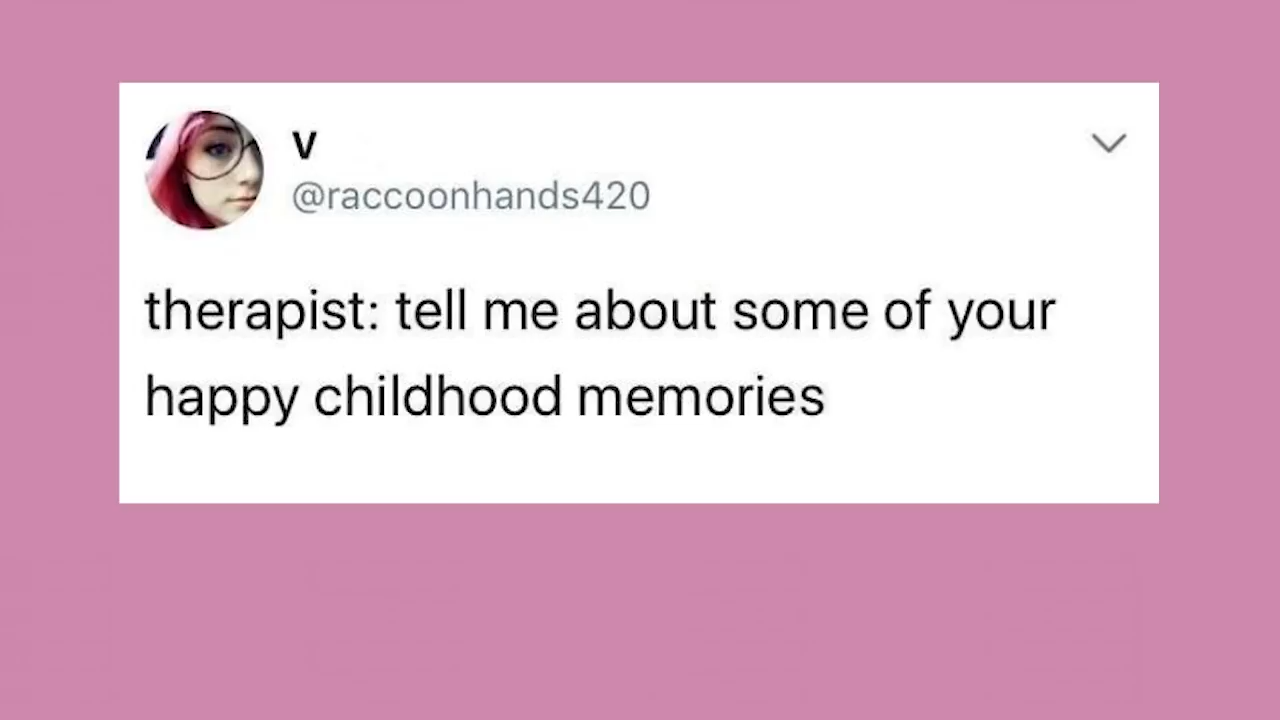 v
@raccoonhands420
therapist: tell me about some of your
happy childhood memories